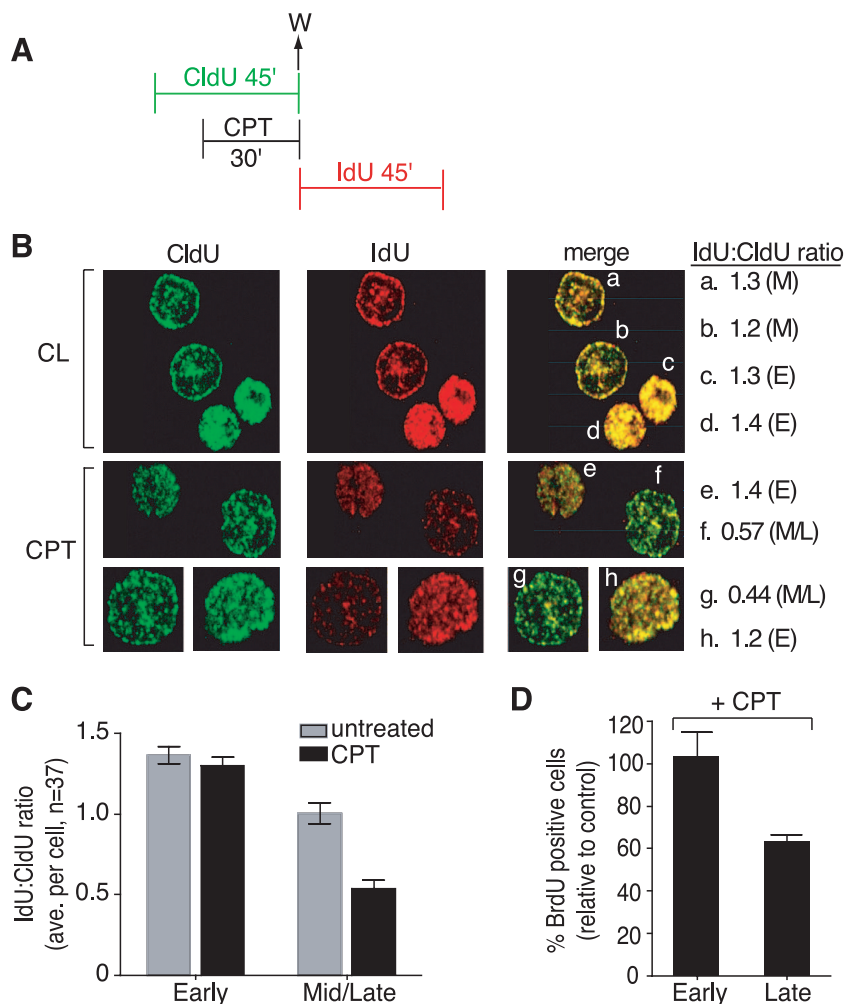 A
W
CldU 45'
CPT
30'
IdU 45'
B
CldU IdU merge IdU:CldU ratio
CL
a
b
c
d
a. 1.3 (M)
b. 1.2 (M)
c. 1.3 (E)
d. 1.4 (E)
CPT
e
f
g
h
e. 1.4 (E)
f. 0.57 (M/L)
g. 0.44 (M/L)
h. 1.2 (E)
C
IdU:CldU ratio
(ave. per cell, n=37)
1.5
1.0
0.5
0
untreated
CPT
Early Mid/Late
D
+ CPT
% BrdU positive cells
(relative to control)
120
100
80
60
40
20
0
Early Late